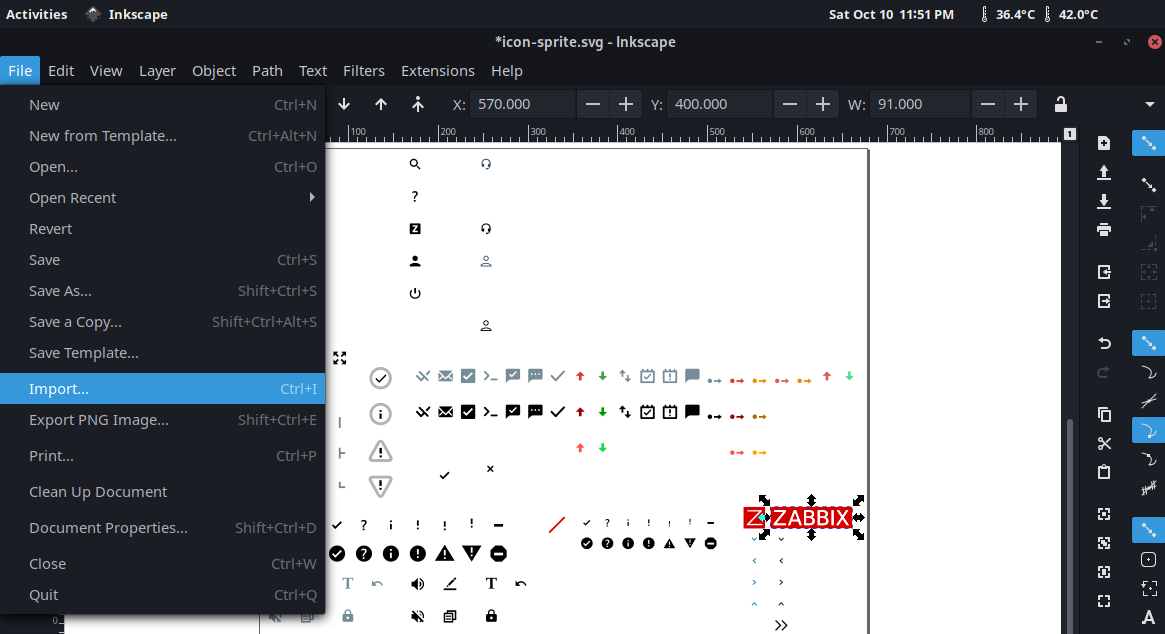 Activities Inkscape Sat Oct 10 11:51 PM 36.4°C 42.0°C
*icon-sprite.svg - Inkscape
File Edit View Layer Object Path Text Filters Extensions Help
X: 570.000 Y: 400.000 W: 91.000
100 200 300 400 500 600 700 800 1
New Ctrl+N
New from Template... Ctrl+Alt+N
Open... Ctrl+O
Open Recent
Revert
Save Ctrl+S
Save As... Shift+Ctrl+S
Save a Copy... Shift+Ctrl+Alt+S
Save Template...
Import... Ctrl+I
Export PNG Image... Shift+Ctrl+E
Print... Ctrl+P
Clean Up Document
Document Properties... Shift+Ctrl+D
Close Ctrl+W
Quit Ctrl+Q
?
Z
Z ZABBIX
? i ! ! ! ? i ! ! !
? i ! ! ! ? i ! ! !
T T
0
A